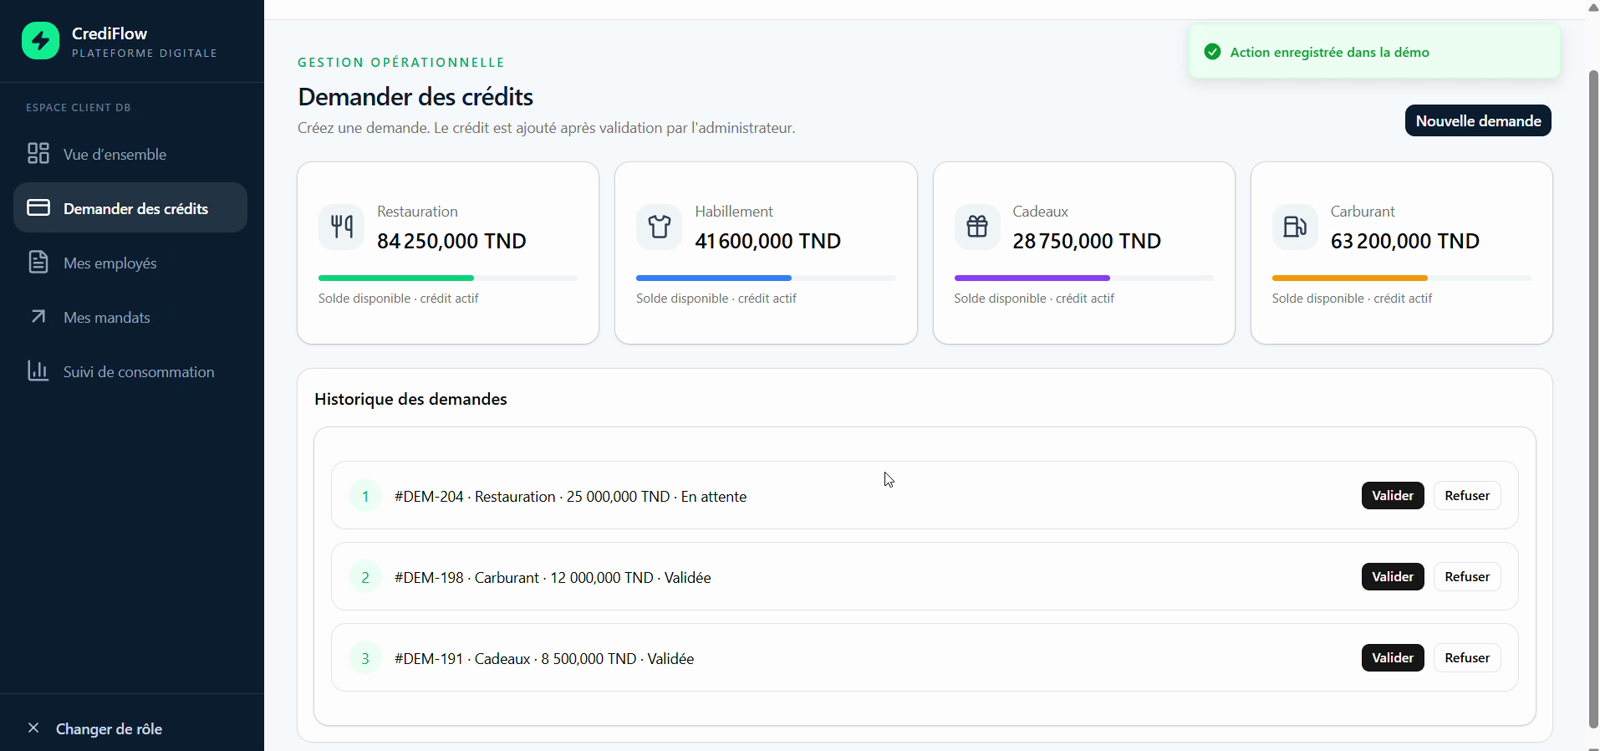 CrediFlow
PLATEFORME DIGITALE
ESPACE CLIENT DB
Vue d'ensemble
Demander des crédits
Mes employés
Mes mandats
Suivi de consommation
Changer de rôle
Action enregistrée dans la démo
GESTION OPÉRATIONNELLE
Demander des crédits
Créez une demande. Le crédit est ajouté après validation par l'administrateur.
Nouvelle demande
Restauration
84 250,000 TND
Solde disponible · crédit actif
Habillement
41 600,000 TND
Solde disponible · crédit actif
Cadeaux
28 750,000 TND
Solde disponible · crédit actif
Carburant
63 200,000 TND
Solde disponible · crédit actif
Historique des demandes
1 #DEM-204 · Restauration · 25 000,000 TND · En attente Valider Refuser
2 #DEM-198 · Carburant · 12 000,000 TND · Validée Valider Refuser
3 #DEM-191 · Cadeaux · 8 500,000 TND · Validée Valider Refuser